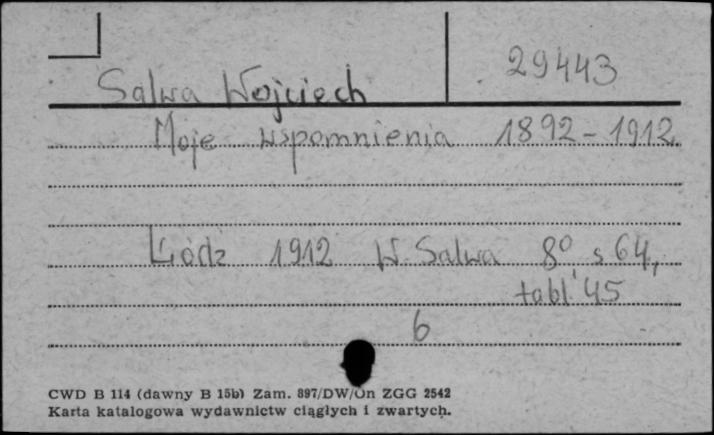 29443
Salwa Wojciech
Moje wspomnienia 1892-1912
Łódź 1912 W. Salwa 8° s 64,
tabl. 45
6
CWD B 114 (dawny B 15b) Zam. 897/DW/Un ZGG 2542
Karta katalogowa wydawnictw ciągłych i zwartych.